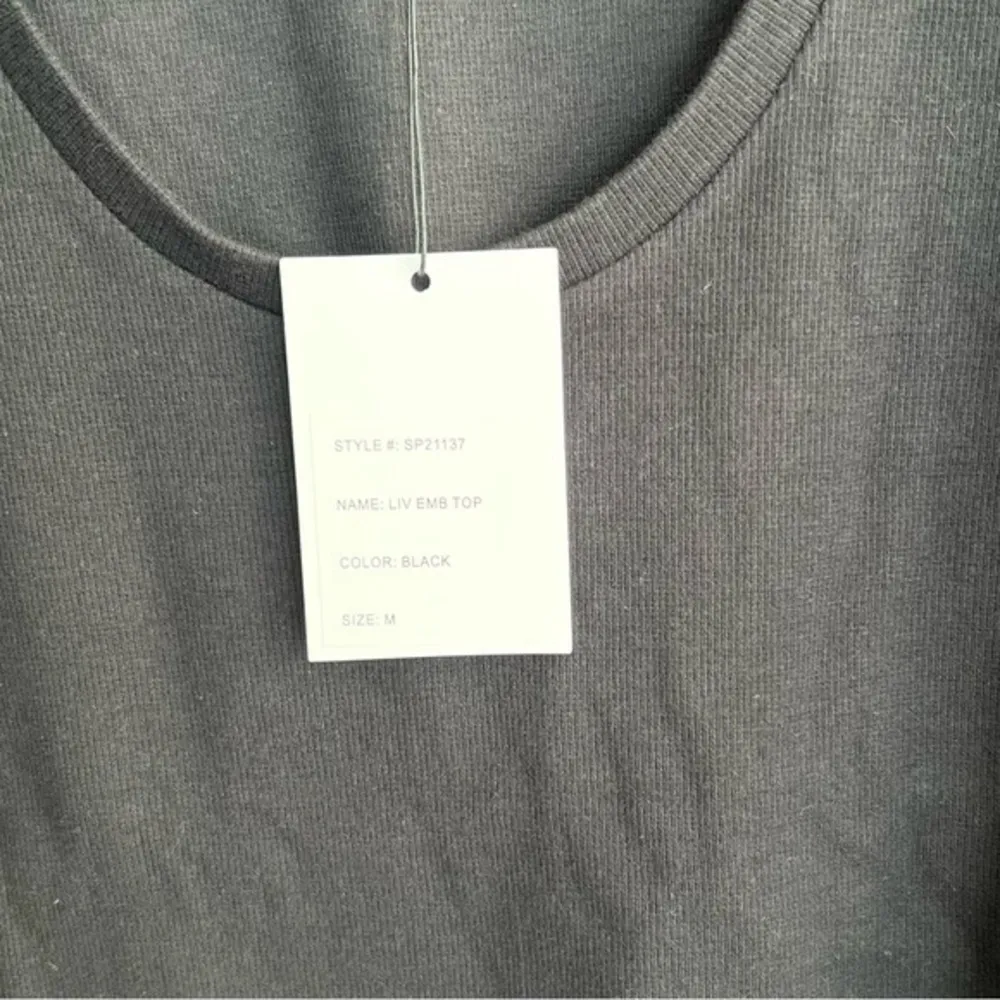 STYLE #: SP21137
NAME: LIV EMB TOP
COLOR: BLACK
SIZE: M